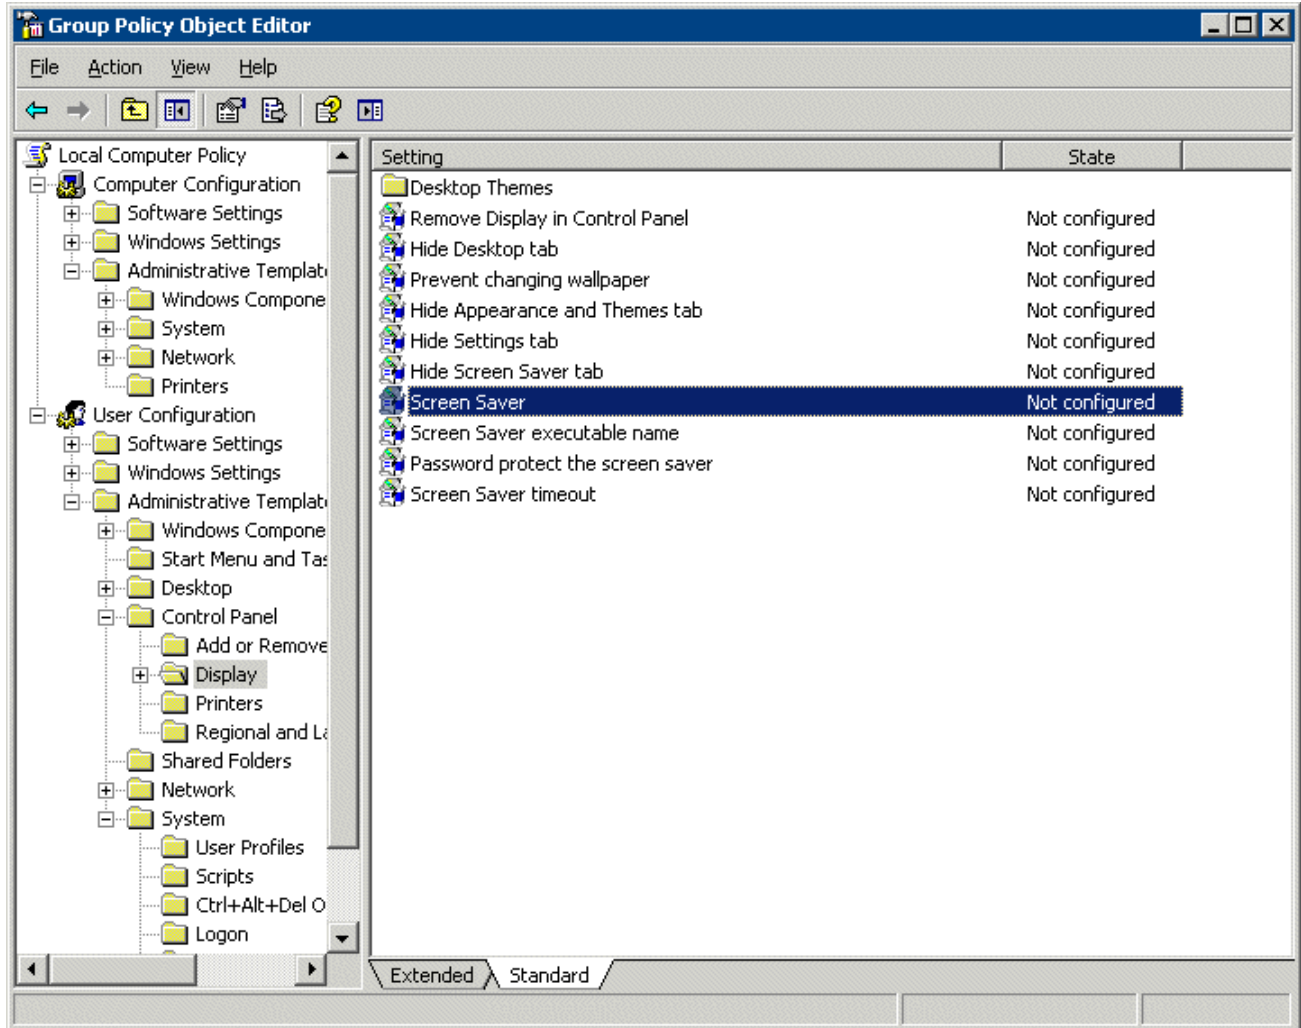 Group Policy Object Editor
File Action View Help
Local Computer Policy
Computer Configuration
Software Settings
Windows Settings
Administrative Templat
Windows Compone
System
Network
Printers
User Configuration
Software Settings
Windows Settings
Administrative Templat
Windows Compone
Start Menu and Tas
Desktop
Control Panel
Add or Remove
Display
Printers
Regional and La
Shared Folders
Network
System
User Profiles
Scripts
Ctrl+Alt+Del O
Logon
Setting State
Desktop Themes
Remove Display in Control Panel Not configured
Hide Desktop tab Not configured
Prevent changing wallpaper Not configured
Hide Appearance and Themes tab Not configured
Hide Settings tab Not configured
Hide Screen Saver tab Not configured
Screen Saver Not configured
Screen Saver executable name Not configured
Password protect the screen saver Not configured
Screen Saver timeout Not configured
Extended Standard